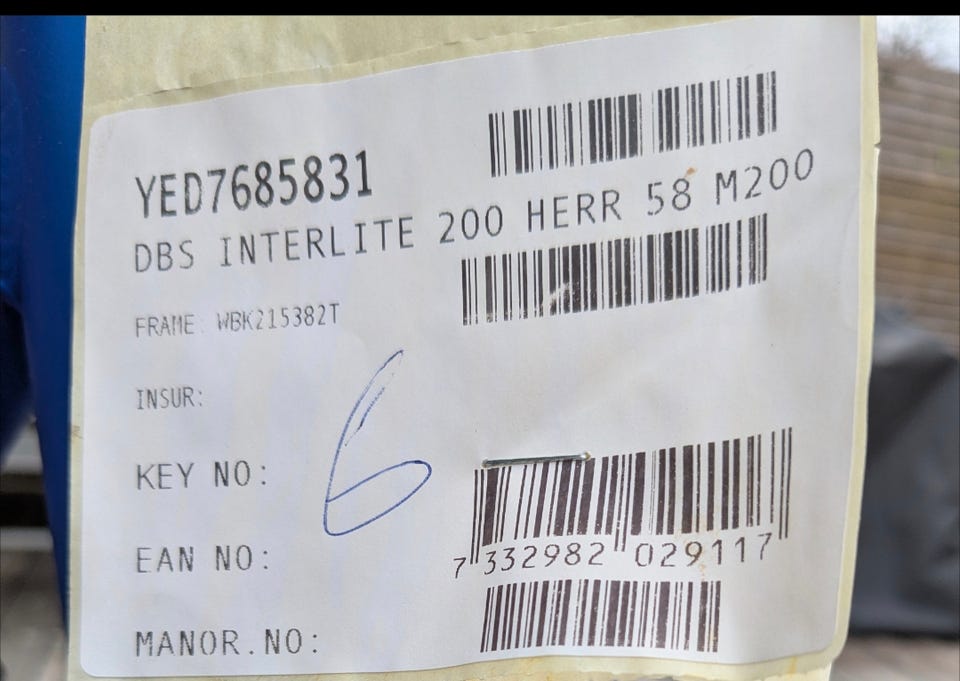 YED7685831
DBS INTERLITE 200 HERR 58 M200
FRAME: WBK215382T
INSUR:
6
KEY NO:
EAN NO:
7 332982 029117
MANOR.NO: